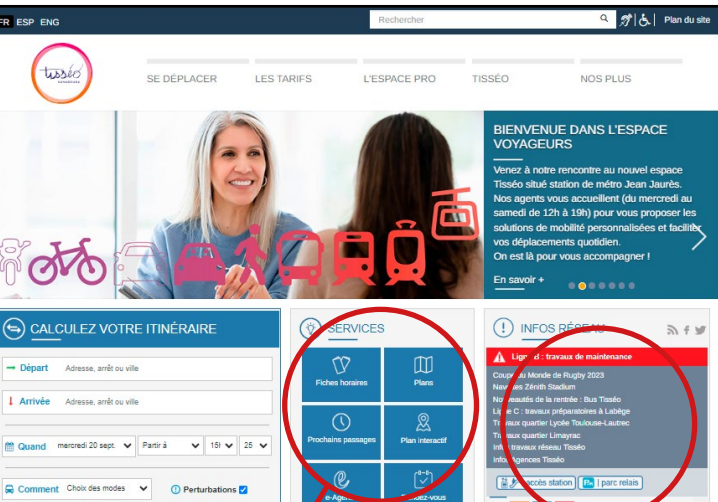 FR ESP ENG
Rechercher
Plan du site
tisséo
SE DÉPLACER
LES TARIFS
L'ESPACE PRO
TISSÉO
NOS PLUS
BIENVENUE DANS L'ESPACE
VOYAGEURS
Venez à notre rencontre au nouvel espace
Tisséo situé station de métro Jean Jaurès.
Nos agents vous accueillent (du mercredi au
samedi de 12h à 19h) pour vous proposer les
solutions de mobilité personnalisées et faciliter
vos déplacements quotidien.
On est là pour vous accompagner !
En savoir +
CALCULEZ VOTRE ITINÉRAIRE
Départ Adresse, arrêt ou ville
Arrivée Adresse, arrêt ou ville
Quand mercredi 20 sept. Partir à 15h 25
Comment Choix des modes Perturbations
SERVICES
Fiches horaires
Plans
Prochains passages
Plan interactif
e-Agence
Rendez-vous
INFOS RÉSEAU
Ligne B : travaux de maintenance
Coupe du Monde de Rugby 2023
Navettes Zénith Stadium
Nouveautés de la rentrée : Bus Tisséo
Ligne C : travaux préparatoires à Labège
Travaux quartier Lycée Toulouse-Lautrec
Travaux quartier Limayrac
Infos travaux réseau Tisséo
Infos Agences Tisséo
accès station
parc relais